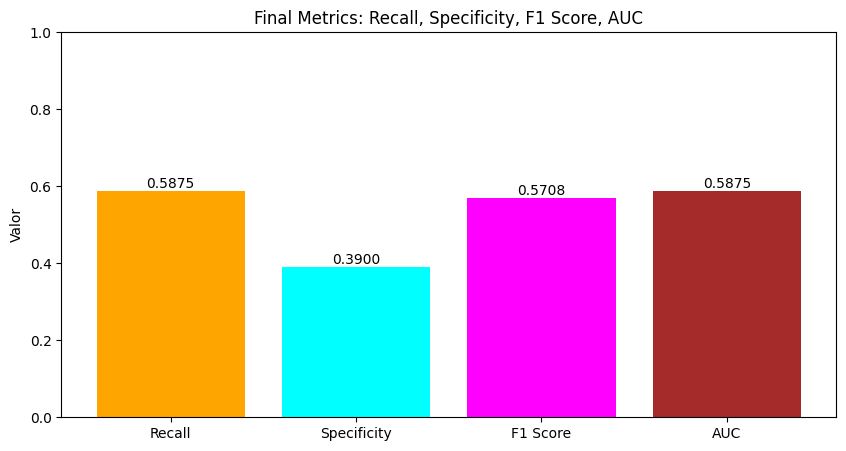 Final Metrics: Recall, Specificity, F1 Score, AUC
Valor
1.0
0.8
0.6
0.4
0.2
0.0
0.5875
0.3900
0.5708
0.5875
Recall
Specificity
F1 Score
AUC